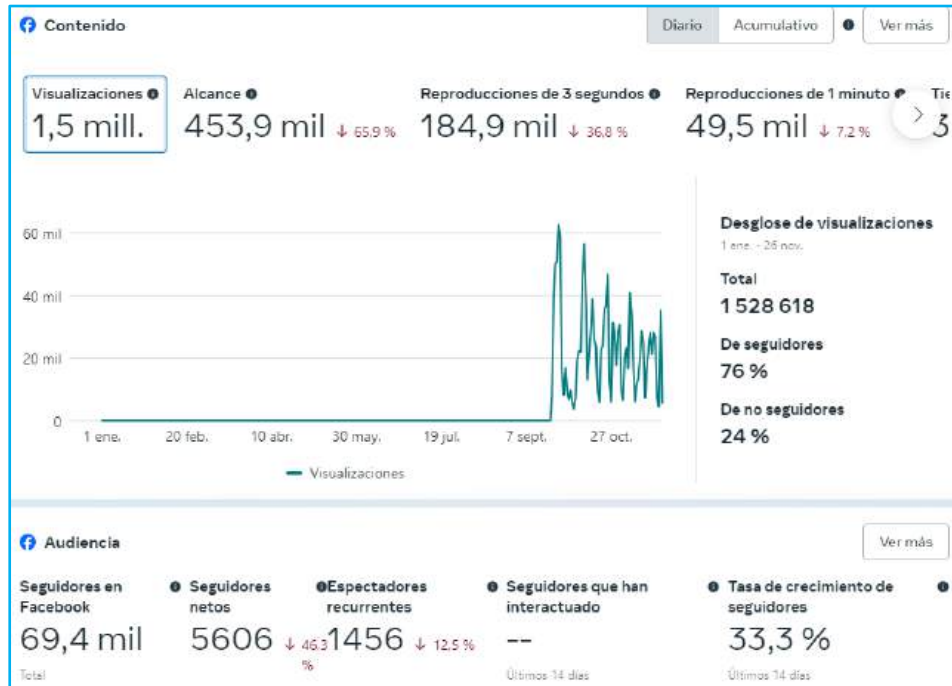 Contenido
Diario Acumulativo Ver más
Visualizaciones Alcance Reproducciones de 3 segundos Reproducciones de 1 minuto
1,5 mill. 453,9 mil ↓ 65.9 % 184,9 mil ↓ 36,8 % 49,5 mil ↓ 7,2 %
60 mil
40 mil
20 mil
0
1 ene. 20 feb. 10 abr. 30 may. 19 jul. 7 sept. 27 oct.
Visualizaciones
Desglose de visualizaciones
1 ene. - 26 nov.
Total
1 528 618
De seguidores
76 %
De no seguidores
24 %
Audiencia
Ver más
Seguidores en Facebook
69,4 mil
Total
Seguidores netos
5606 ↓ 46.3 %
Espectadores recurrentes
1456 ↓ 12,5 %
Seguidores que han interactuado
--
Últimos 14 días
Tasa de crecimiento de seguidores
33,3 %
Últimos 14 días